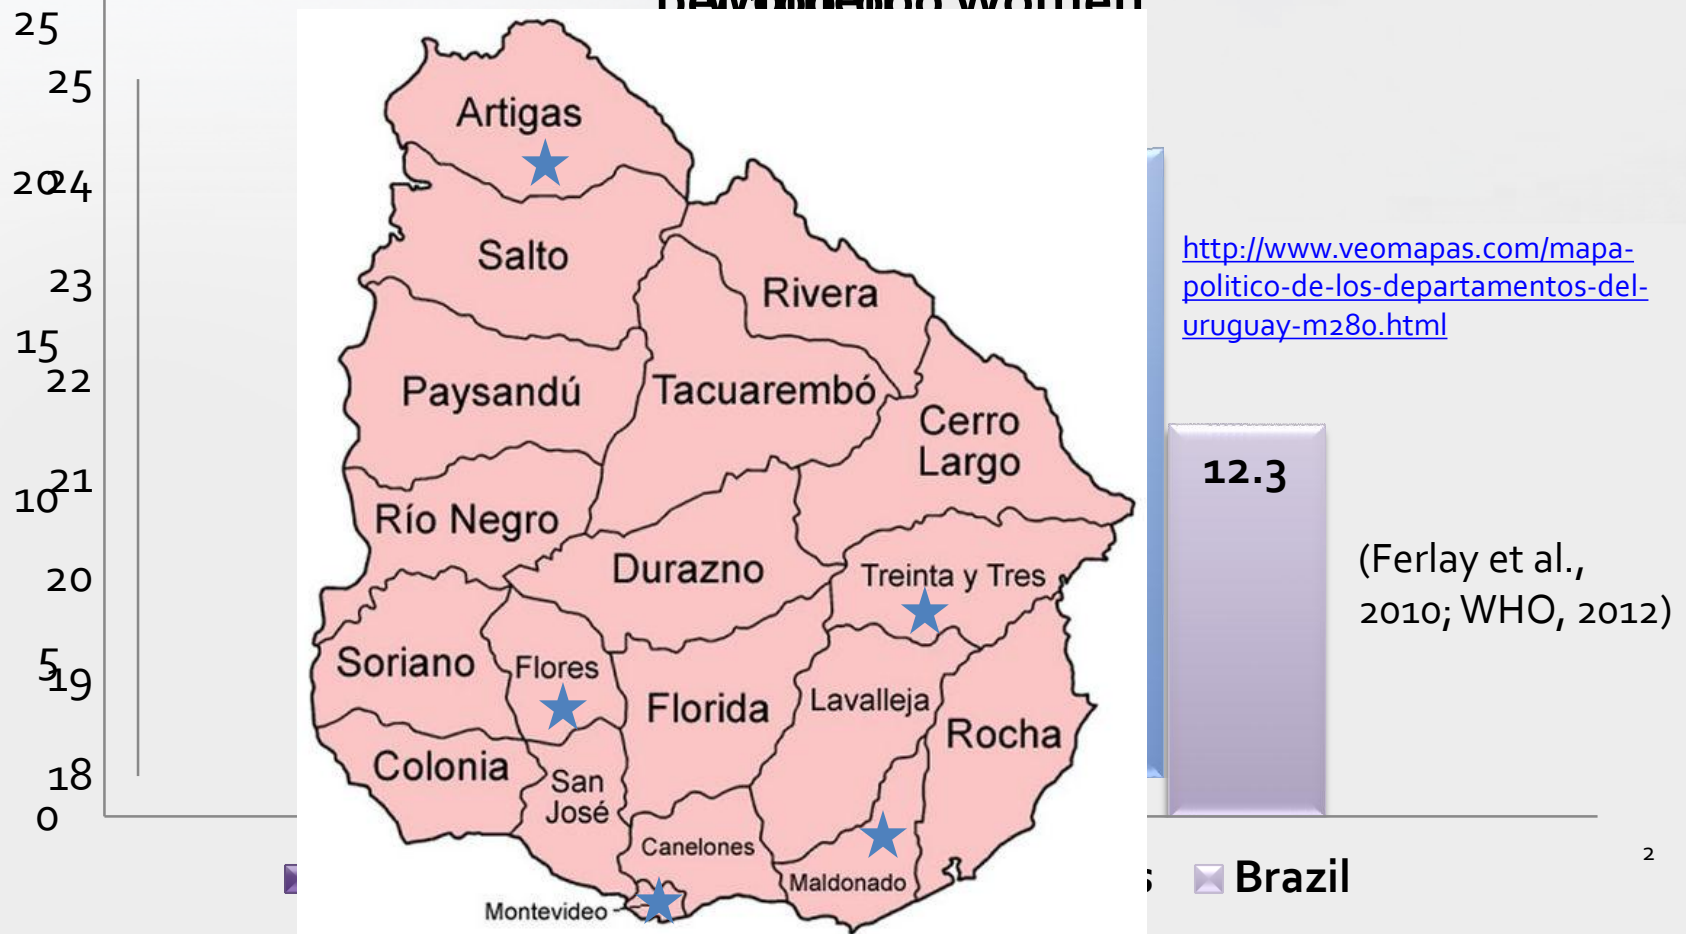 women
25
25
20
24
23
15
22
21
10
20
5
19
18
0
Artigas
Salto
Rivera
Paysandú
Tacuarembó
Cerro
Largo
Río Negro
Durazno
Treinta y Tres
Soriano
Flores
Florida
Lavalleja
Rocha
Colonia
San
José
Canelones
Maldonado
Montevideo
http://www.veomapas.com/mapa-
politico-de-los-departamentos-del-
uruguay-m280.html
12.3
(Ferlay et al.,
2010; WHO, 2012)
Brazil
2